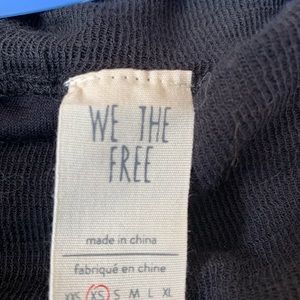 WE THE
FREE
made in china
fabriqué en chine
XXS XS S M L XL